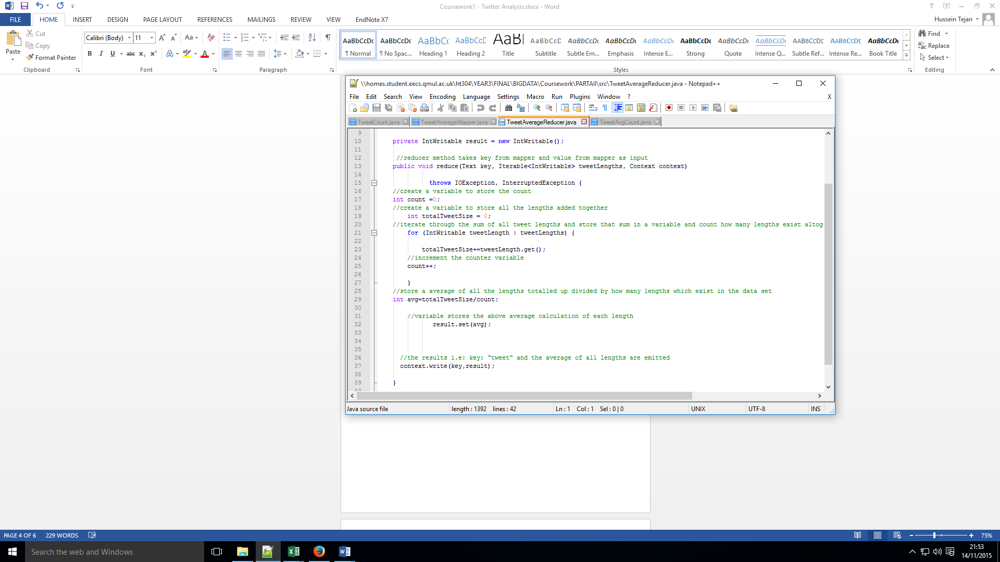 Coursework1 - Twitter Analysis.docx - Word
?
FILE HOME INSERT DESIGN PAGE LAYOUT REFERENCES MAILINGS REVIEW VIEW EndNote X7
Hussein Tejan
Paste
Cut
Copy
Format Painter
Clipboard
Calibri (Body) 11
Font
Paragraph
AaBbCcDc AaBbCcDc AaBbC( AaBbCcD AaB( AaBbCcD AaBbCcDc AaBbCcDc AaBbCcDc AaBbCcDc AaBbCcDc AaBbCcDc AABBCCDE AABBCCDE AaBbCcDc
¶ Normal ¶ No Spac... Heading 1 Heading 2 Title Subtitle Subtle Em... Emphasis Intense E... Strong Quote Intense Q... Subtle Ref... Intense Re... Book Title
Styles
Find
Replace
Select
Editing
\\homes.student.eecs.qmul.ac.uk\ht304\YEAR3\FINAL\BIGDATA\Coursework\PARTAII\src\TweetAverageReducer.java - Notepad++
File Edit Search View Encoding Language Settings Macro Run Plugins Window ? X
TweetCount.java TweetAverageMapper.java TweetAverageReducer.java TweetAvgCount.java
9
10 private IntWritable result = new IntWritable();
11
12 //reducer method takes key from mapper and value from mapper as input
13 public void reduce(Text key, Iterable<IntWritable> tweetLengths, Context context)
14
15 throws IOException, InterruptedException {
16 //create a variable to store the count
17 int count =0;
18 //create a variable to store all the lengths added together
19 int totalTweetSize = 0;
20 //iterate through the sum of all tweet lengths and store that sum in a variable and count how many lengths exist altog
21 for (IntWritable tweetLength : tweetLengths) {
22
23 totalTweetSize+=tweetLength.get();
24 //increment the counter variable
25 count++;
26
27 }
28 //store a average of all the lengths totalled up divided by how many lengths which exist in the data set
29 int avg=totalTweetSize/count;
30
31 //variable stores the above average calculation of each length
32 result.set(avg);
33
34
35
36 //the results i.e: key: "tweet" and the average of all lengths are emitted
37 context.write(key,result);
38
39 }
40
Java source file length : 1392 lines : 42 Ln : 1 Col : 1 Sel : 0 | 0 UNIX UTF-8 INS
PAGE 4 OF 6 229 WORDS 75%
Search the web and Windows
21:53
14/11/2015